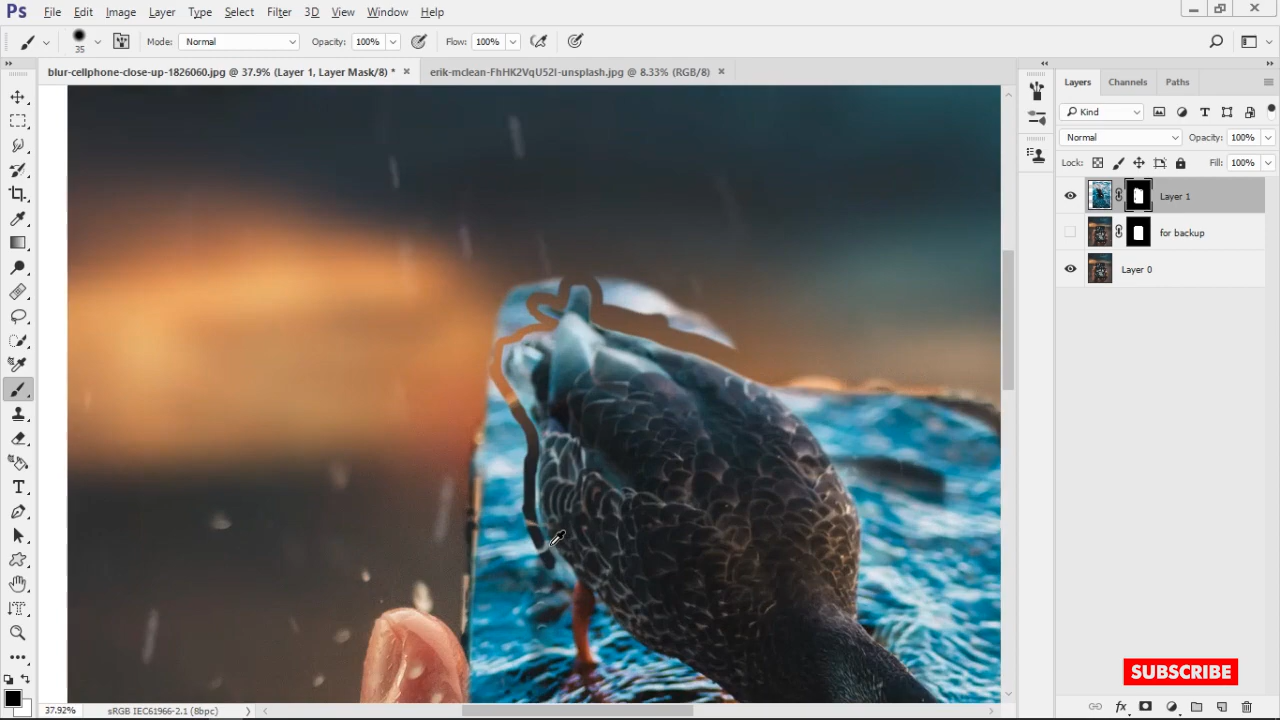 Ps File Edit Image Layer Type Select Filter 3D View Window Help
35 Mode: Normal Opacity: 100% Flow: 100%
blur-cellphone-close-up-1826060.jpg @ 37.9% (Layer 1, Layer Mask/8) * × erik-mclean-FhHK2VqU52I-unsplash.jpg @ 8.33% (RGB/8) ×
Layers Channels Paths
Kind
Normal Opacity: 100%
Lock: Fill: 100%
Layer 1
for backup
Layer 0
SUBSCRIBE
37.92% sRGB IEC61966-2.1 (8bpc)